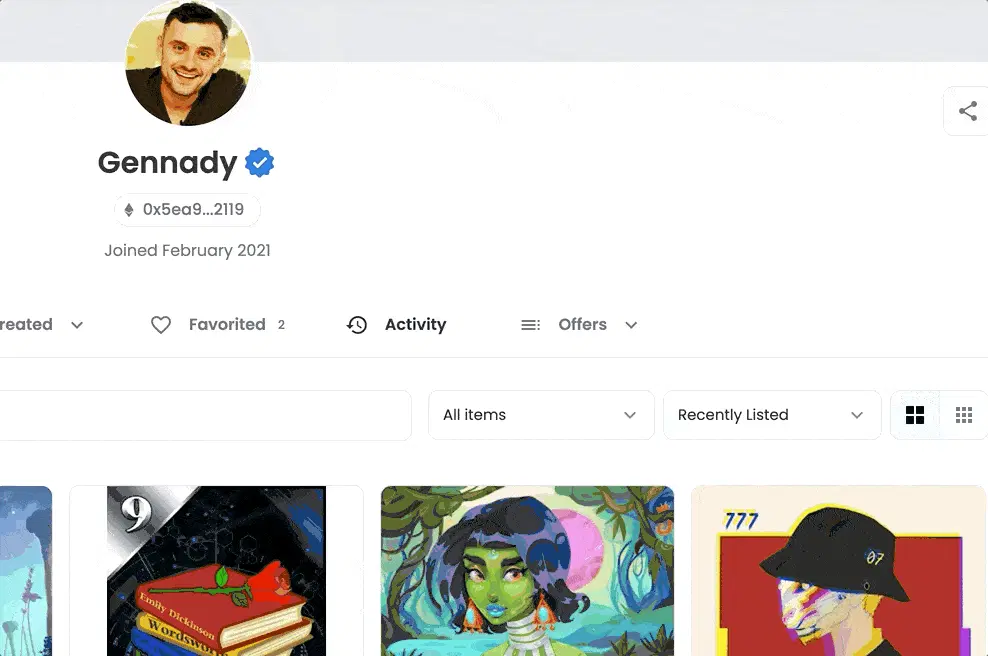 Gennady
0x5ea9...2119
Joined February 2021
reated
Favorited 2
Activity
Offers
All items
Recently Listed
9
777
07
Emily Dickinson
Wordswo